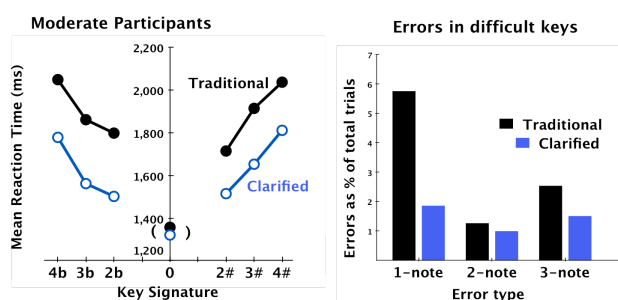 Moderate Participants
Mean Reaction Time (ms)
2,200
2,000
1,800
1,600
1,400
1,200
Traditional
Clarified
( )
4b 3b 2b 0 2# 3# 4#
Key Signature
Errors in difficult keys
Errors as % of total trials
7
6
5
4
3
2
1
Traditional
Clarified
1-note 2-note 3-note
Error type